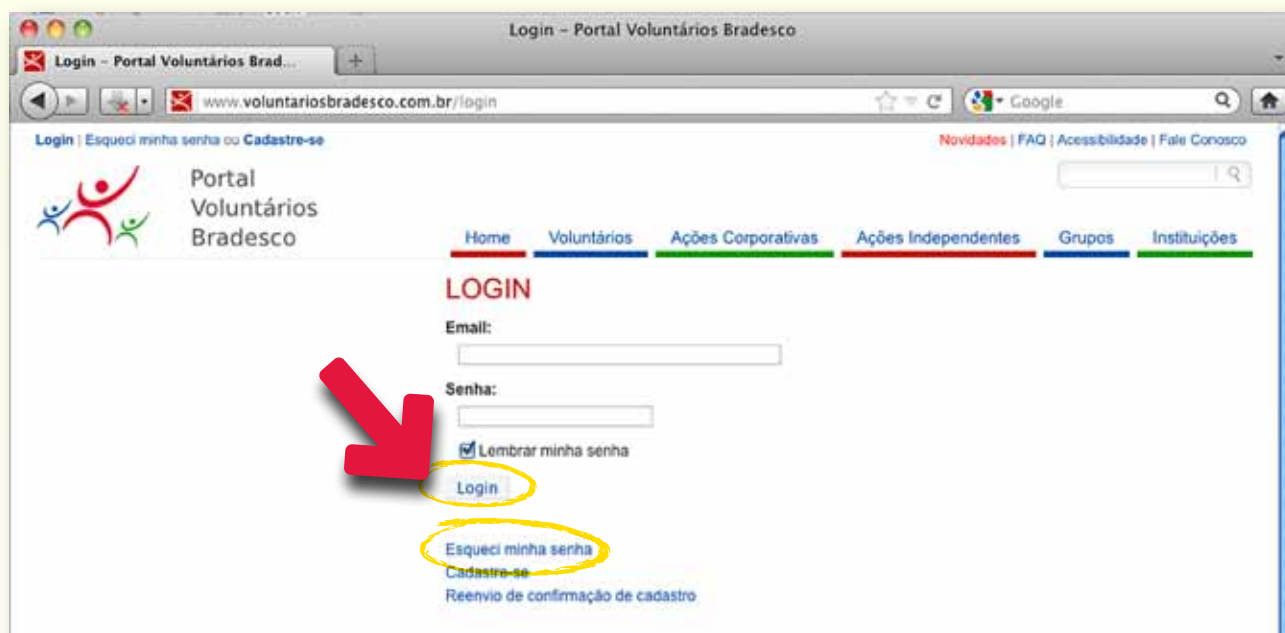 Login – Portal Voluntários Bradesco
Login – Portal Voluntários Brad...
www.voluntariosbradesco.com.br/login
Google
Login | Esqueci minha senha ou Cadastre-se
Novidades | FAQ | Acessibilidade | Fale Conosco
Portal
Voluntários
Bradesco
Home Voluntários Ações Corporativas Ações Independentes Grupos Instituições
LOGIN
Email:
Senha:
Lembrar minha senha
Login
Esqueci minha senha
Cadastre-se
Reenvio de confirmação de cadastro